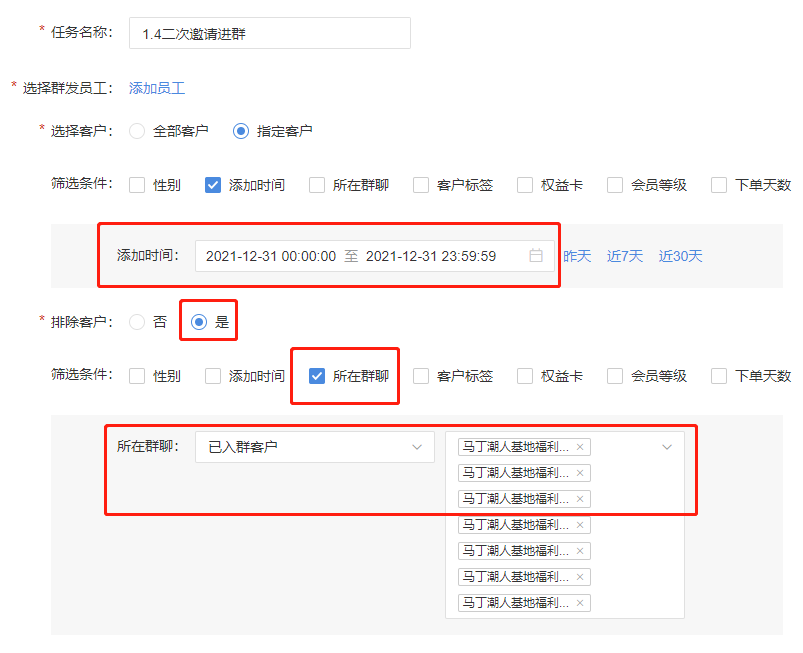 * 任务名称： 1.4二次邀请进群
* 选择群发员工： 添加员工
* 选择客户： 全部客户 指定客户
筛选条件： 性别 添加时间 所在群聊 客户标签 权益卡 会员等级 下单天数
添加时间： 2021-12-31 00:00:00 至 2021-12-31 23:59:59 昨天 近7天 近30天
* 排除客户： 否 是
筛选条件： 性别 添加时间 所在群聊 客户标签 权益卡 会员等级 下单天数
所在群聊： 已入群客户 马丁潮人基地福利... ×
马丁潮人基地福利... ×
马丁潮人基地福利... ×
马丁潮人基地福利... ×
马丁潮人基地福利... ×
马丁潮人基地福利... ×
马丁潮人基地福利... ×